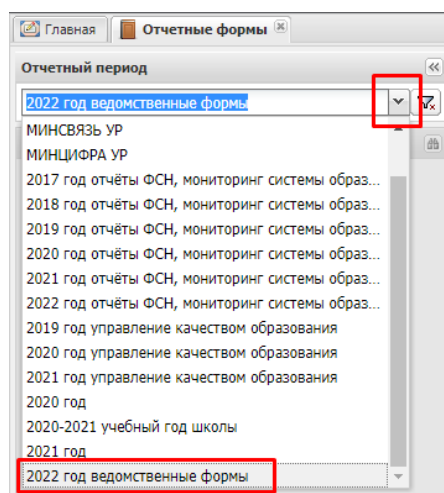 Главная Отчетные формы
Отчетный период
2022 год ведомственные формы
МИНСВЯЗЬ УР
МИНЦИФРА УР
2017 год отчёты ФСН, мониторинг системы образ...
2018 год отчёты ФСН, мониторинг системы образ...
2019 год отчёты ФСН, мониторинг системы образ...
2020 год отчёты ФСН, мониторинг системы образ...
2021 год отчёты ФСН, мониторинг системы образ...
2022 год отчёты ФСН, мониторинг системы образ...
2019 год управление качеством образования
2020 год управление качеством образования
2021 год управление качеством образования
2020 год
2020-2021 учебный год школы
2021 год
2022 год ведомственные формы